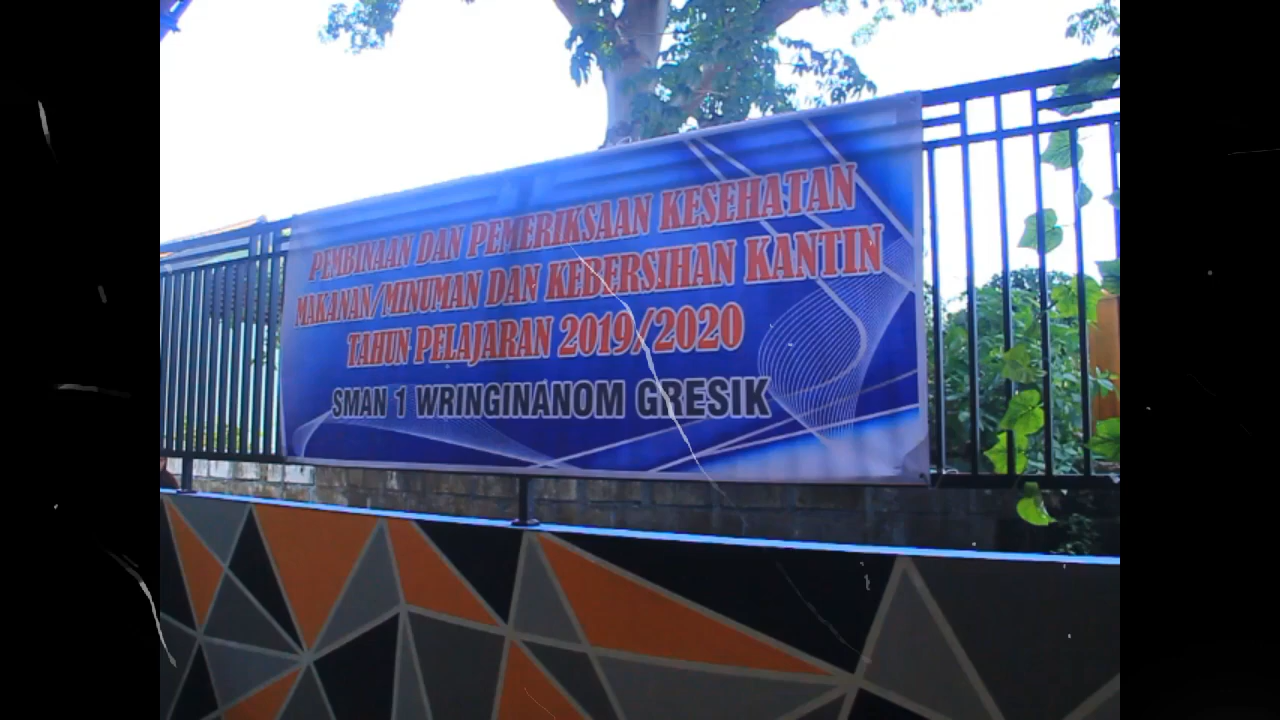 PEMBINAAN DAN PEMERIKSAAN KESEHATAN
MAKANAN/MINUMAN DAN KEBERSIHAN KANTIN
TAHUN PELAJARAN 2019/2020
SMAN 1 WRINGINANOM GRESIK